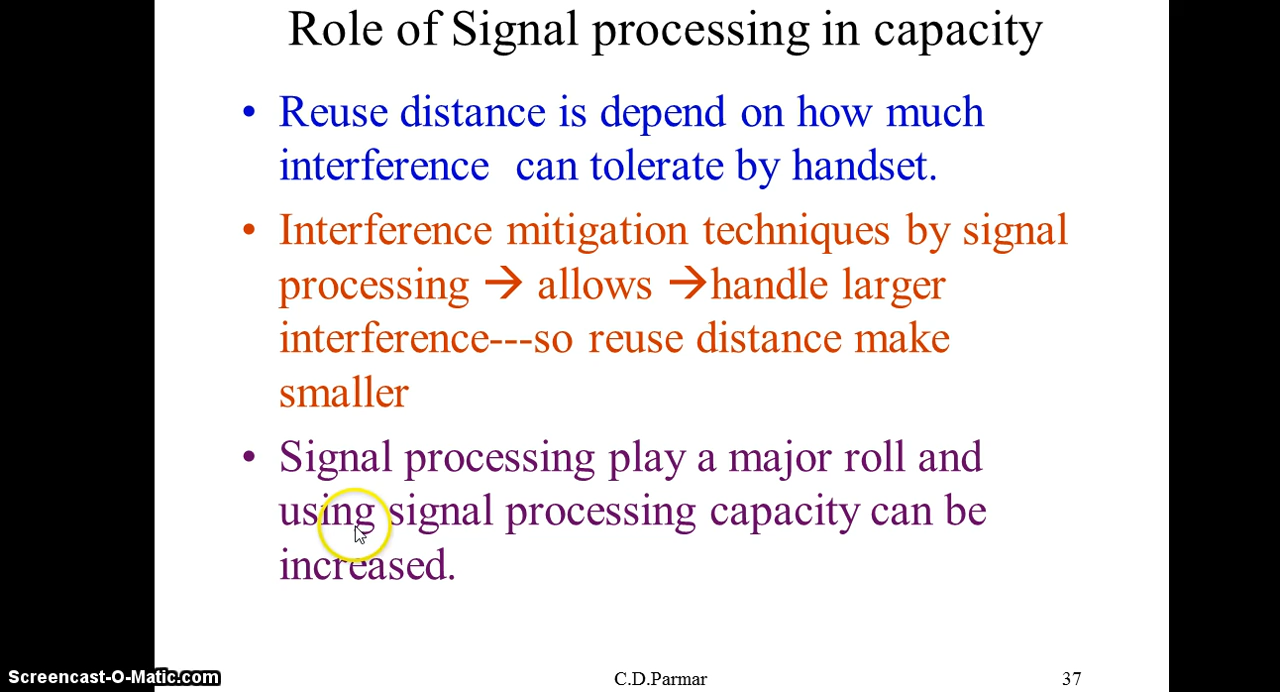 Role of Signal processing in capacity
• Reuse distance is depend on how much
interference can tolerate by handset.
• Interference mitigation techniques by signal
processing → allows →handle larger
interference---so reuse distance make
smaller
• Signal processing play a major roll and
using signal processing capacity can be
increased.
Screencast-O-Matic.com
C.D.Parmar
37